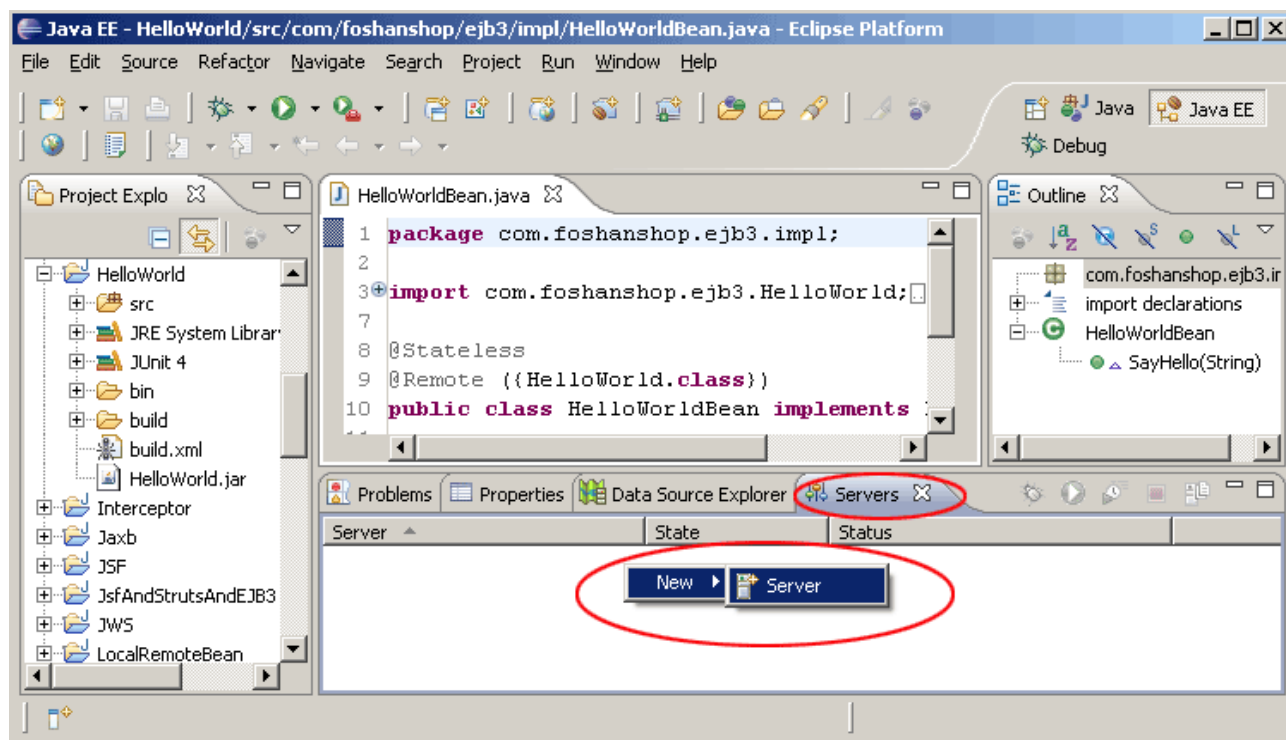 Java EE - HelloWorld/src/com/foshanshop/ejb3/impl/HelloWorldBean.java - Eclipse Platform
File Edit Source Refactor Navigate Search Project Run Window Help
Java Java EE
Debug
Project Explo
HelloWorld
src
JRE System Librar
JUnit 4
bin
build
build.xml
HelloWorld.jar
Interceptor
Jaxb
JSF
JsfAndStrutsAndEJB3
JWS
LocalRemoteBean
HelloWorldBean.java
1 package com.foshanshop.ejb3.impl;
2
3 import com.foshanshop.ejb3.HelloWorld;
7
8 @Stateless
9 @Remote ({HelloWorld.class})
10 public class HelloWorldBean implements
Outline
com.foshanshop.ejb3.ir
import declarations
HelloWorldBean
SayHello(String)
Problems Properties Data Source Explorer Servers
Server State Status
New Server